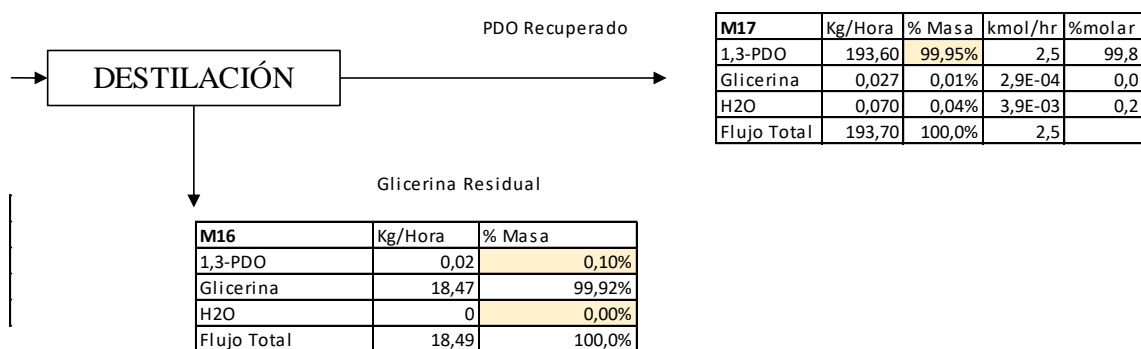 PDO Recuperado
M17 Kg/Hora % Masa kmol/hr %molar
1,3-PDO 193,60 99,95% 2,5 99,8
Glicerina 0,027 0,01% 2,9E-04 0,0
H2O 0,070 0,04% 3,9E-03 0,2
Flujo Total 193,70 100,0% 2,5
DESTILACIÓN
Glicerina Residual
M16 Kg/Hora % Masa
1,3-PDO 0,02 0,10%
Glicerina 18,47 99,92%
H2O 0 0,00%
Flujo Total 18,49 100,0%